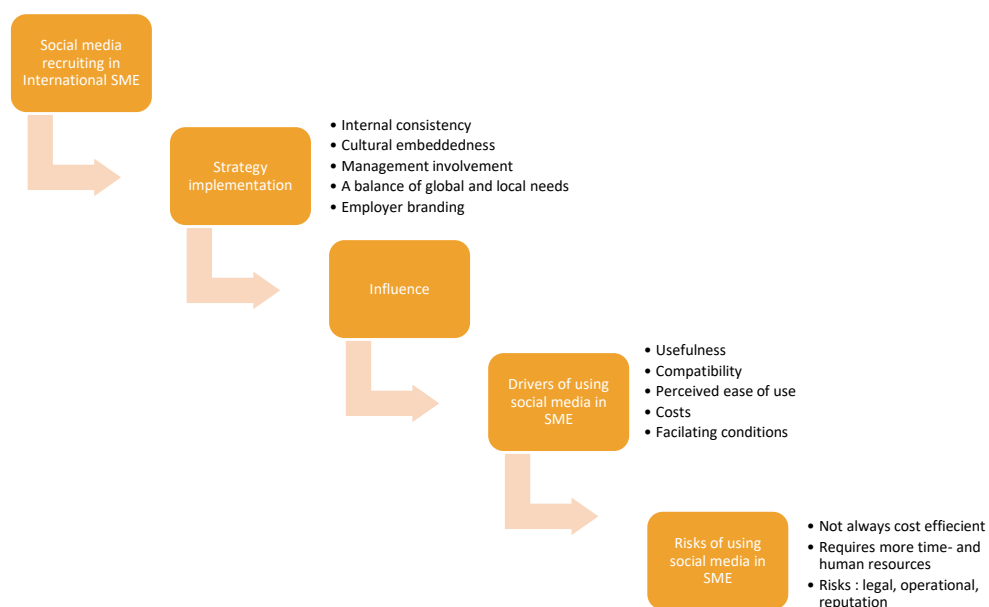 Social media
recruiting in
International SME
Strategy
implementation
• Internal consistency
• Cultural embeddedness
• Management involvement
• A balance of global and local needs
• Employer branding
Influence
Drivers of using
social media in
SME
• Usefulness
• Compatibility
• Perceived ease of use
• Costs
• Facilating conditions
Risks of using
social media in
SME
• Not always cost effiecient
• Requires more time- and
human resources
• Risks : legal, operational,
reputation